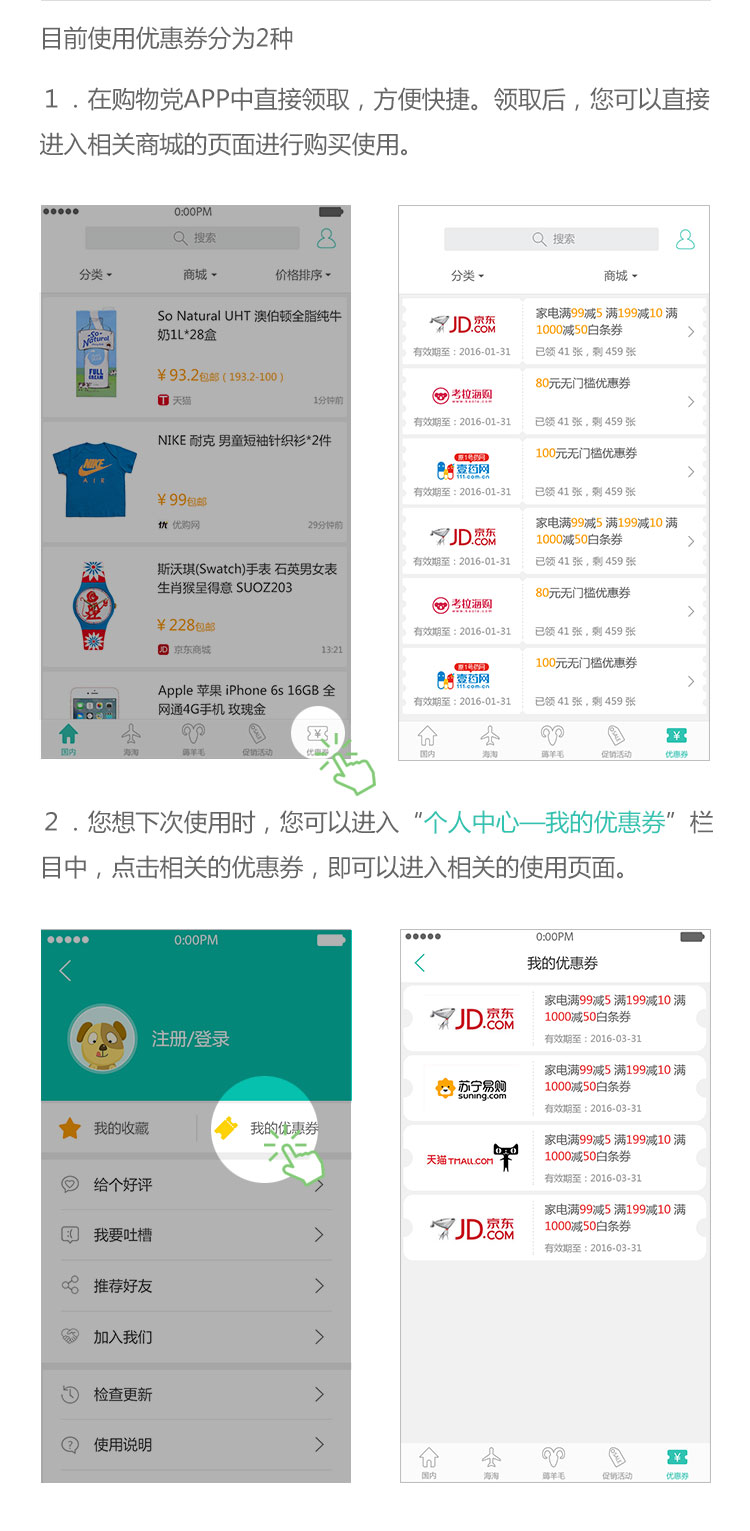 目前使用优惠券分为2种
１．在购物党APP中直接领取，方便快捷。领取后，您可以直接
进入相关商城的页面进行购买使用。
0:00PM
搜索
分类 商城 价格排序
So Natural
FULL CREAM
So Natural UHT 澳伯顿全脂纯牛
奶1L*28盒
￥93.2包邮（193.2-100）
天猫 1分钟前
NIKE
AIR
NIKE 耐克 男童短袖针织衫*2件
￥99包邮
优购网 29分钟前
斯沃琪(Swatch)手表 石英男女表
生肖猴呈得意 SUOZ203
￥228包邮
JD 京东商城 13:21
Apple 苹果 iPhone 6s 16GB 全
网通4G手机 玫瑰金
国内 海淘 薅羊毛 促销活动 优惠券
搜索
分类 商城
JD.京东 .COM
有效期至：2016-01-31
家电满99减5 满199减10 满
1000减50白条券
已领 41 张，剩 459 张
考拉海购
www.kaola.com
有效期至：2016-01-31
80元无门槛优惠券
已领 41 张，剩 459 张
原1号药网
壹药网
111.com.cn
有效期至：2016-01-31
100元无门槛优惠券
已领 41 张，剩 459 张
JD.京东 .COM
有效期至：2016-01-31
家电满99减5 满199减10 满
1000减50白条券
已领 41 张，剩 459 张
考拉海购
www.kaola.com
有效期至：2016-01-31
80元无门槛优惠券
已领 41 张，剩 459 张
原1号药网
壹药网
111.com.cn
有效期至：2016-01-31
100元无门槛优惠券
已领 41 张，剩 459 张
国内 海淘 薅羊毛 促销活动 优惠券
２．您想下次使用时，您可以进入“个人中心—我的优惠券”栏
目中，点击相关的优惠券，即可以进入相关的使用页面。
0:00PM
注册/登录
我的收藏 我的优惠券
给个好评
我要吐槽
推荐好友
加入我们
检查更新
使用说明
0:00PM
我的优惠券
JD.京东 .COM
家电满99减5 满199减10 满
1000减50白条券
有效期至：2016-03-31
苏宁易购
suning.com
家电满99减5 满199减10 满
1000减50白条券
有效期至：2016-03-31
天猫 TMALL.COM
家电满99减5 满199减10 满
1000减50白条券
有效期至：2016-03-31
JD.京东 .COM
家电满99减5 满199减10 满
1000减50白条券
有效期至：2016-03-31
国内 海淘 薅羊毛 促销活动 优惠券